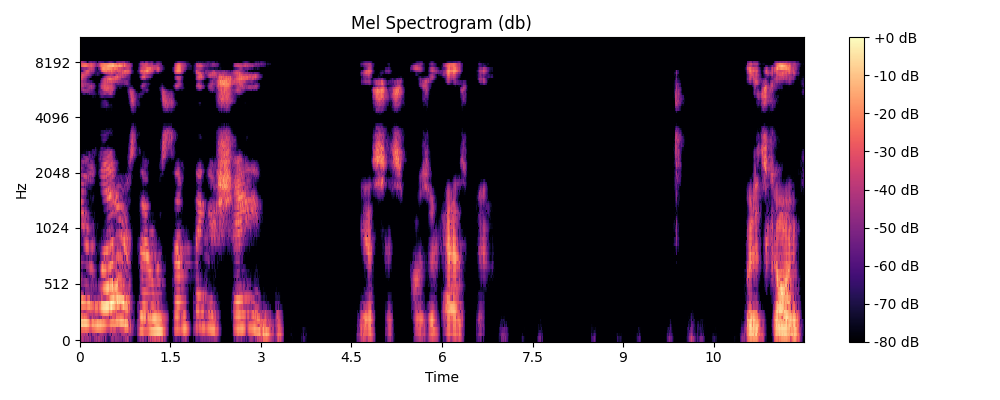 Mel Spectrogram (db)
Hz
8192
4096
2048
1024
512
0
0 1.5 3 4.5 6 7.5 9 10
Time
+0 dB
-10 dB
-20 dB
-30 dB
-40 dB
-50 dB
-60 dB
-70 dB
-80 dB